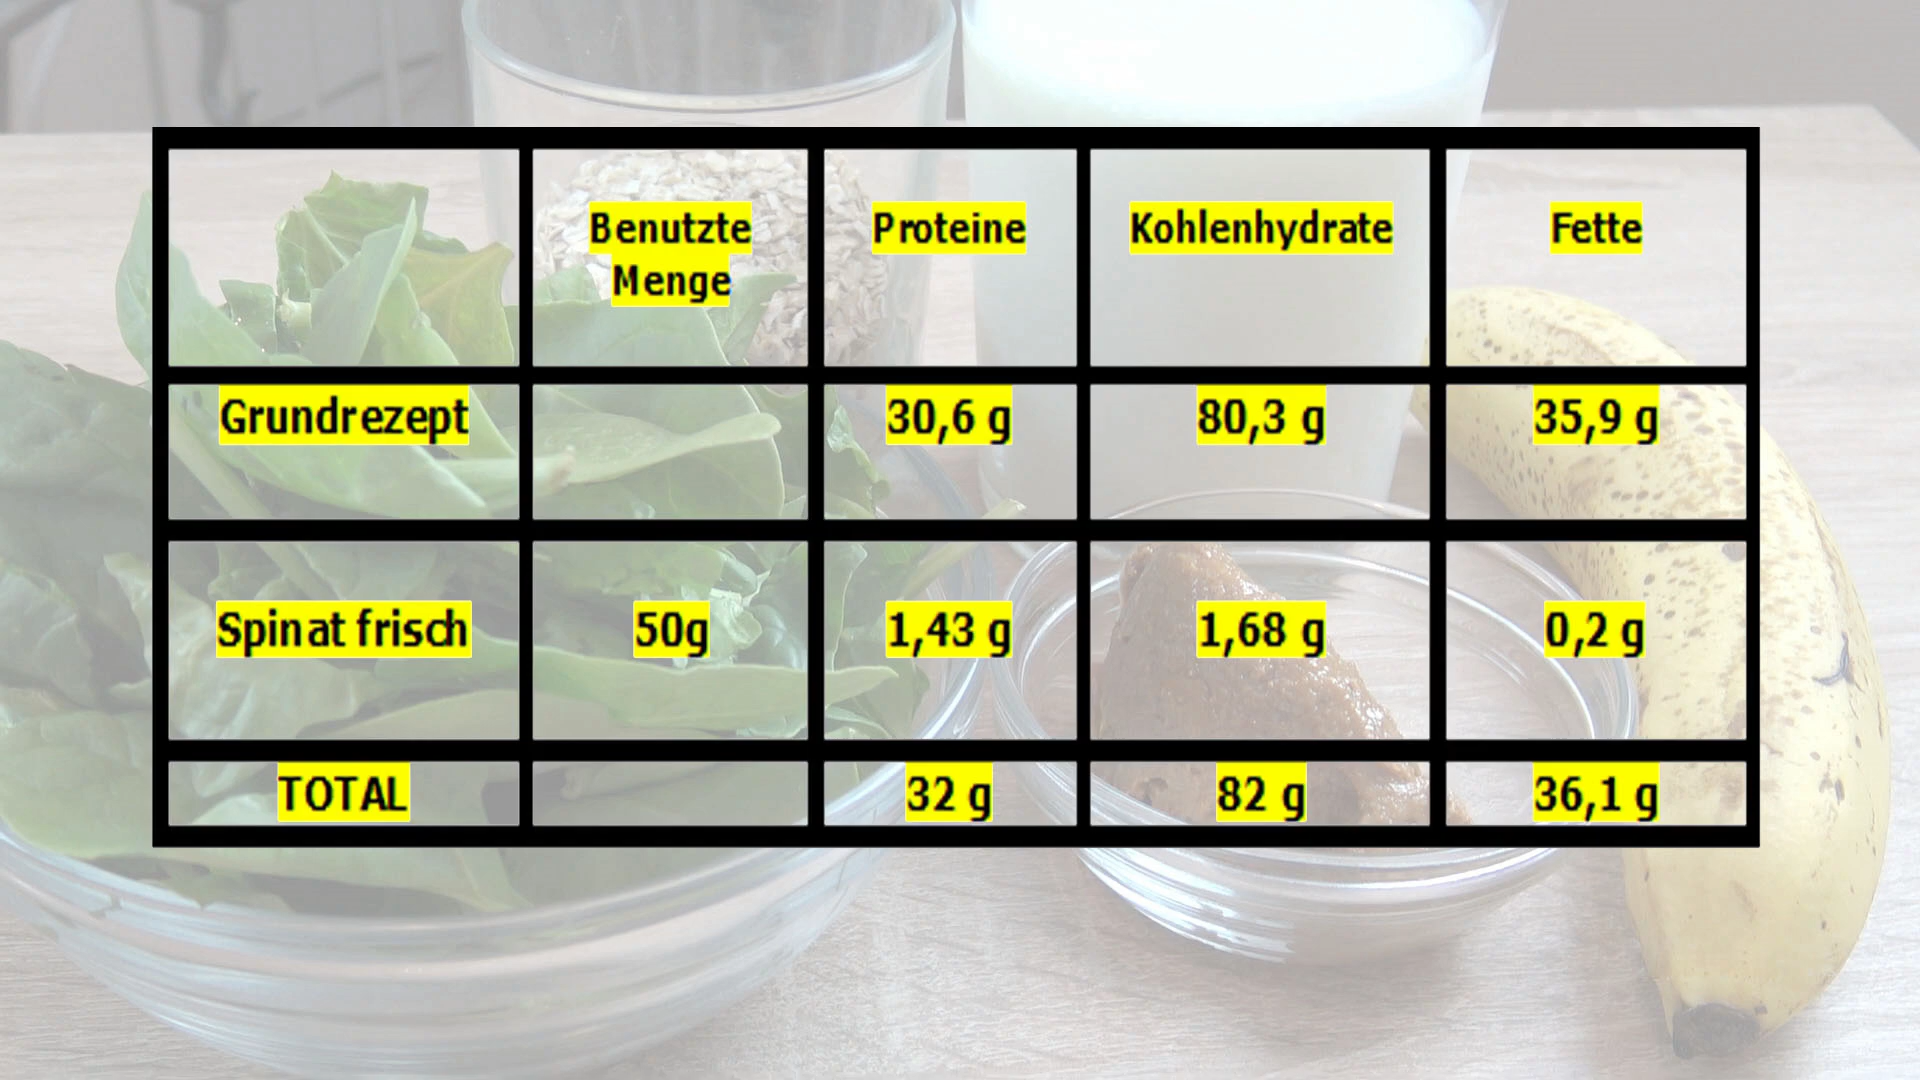 Benutzte Menge Proteine Kohlenhydrate Fette
Grundrezept 30,6 g 80,3 g 35,9 g
Spinat frisch 50g 1,43 g 1,68 g 0,2 g
TOTAL 32 g 82 g 36,1 g